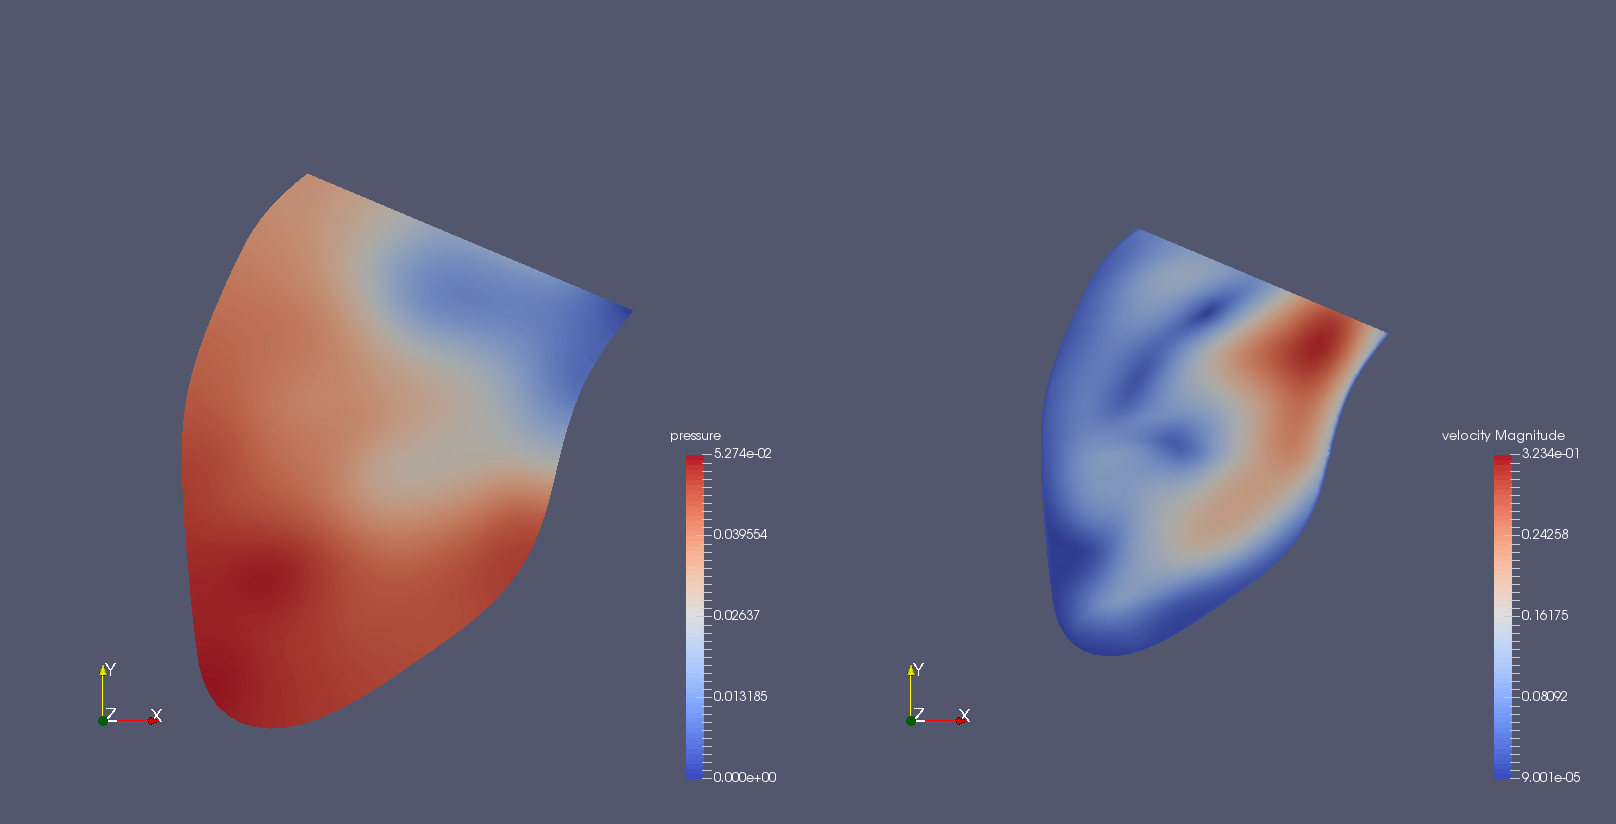 pressure
5.274e-02
0.039554
0.02637
0.013185
0.000e+00
Y
Z
X
velocity Magnitude
3.234e-01
0.24258
0.16175
0.08092
9.001e-05
Y
Z
X